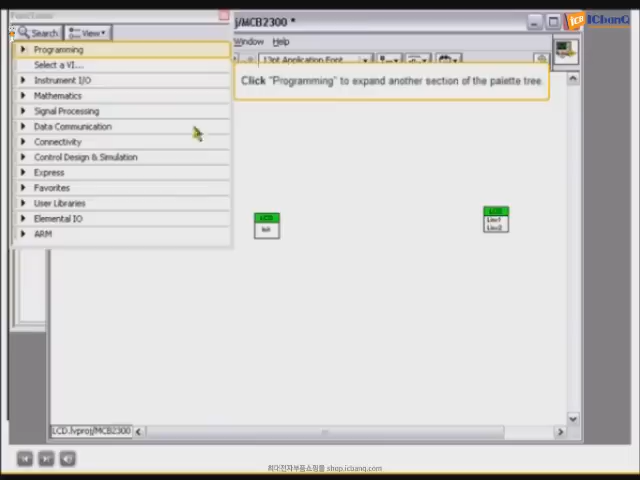 Functions
j/MCB2300 *
ICbanQ
Search
View
Window Help
13pt Application Font
Programming
Select a VI...
Instrument I/O
Mathematics
Signal Processing
Data Communication
Connectivity
Control Design & Simulation
Express
Favorites
User Libraries
Elemental IO
ARM
Click "Programming" to expand another section of the palette tree.
LCD
Init
LCD
Line1
Line2
LCD.lvproj/MCB2300
최대전자부품쇼핑몰 shop.icbanq.com